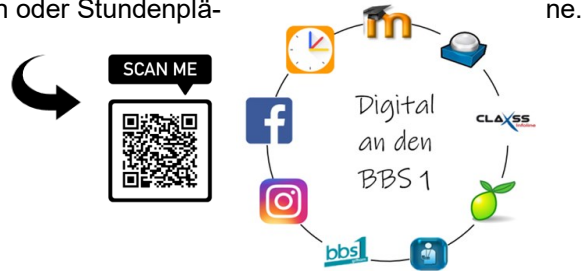 n oder Stundenplä- ne.
SCAN ME
Digital
an den
BBS 1
CLAXSS
bbs1